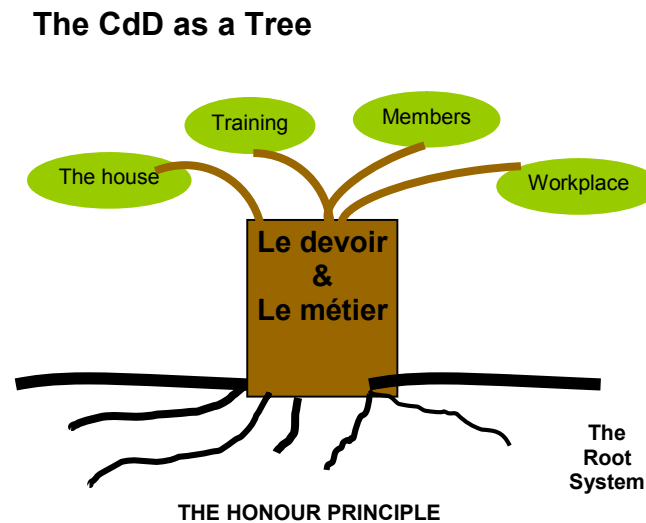 The CdD as a Tree
Training
Members
The house
Workplace
Le devoir
&
Le métier
The
Root
System
THE HONOUR PRINCIPLE